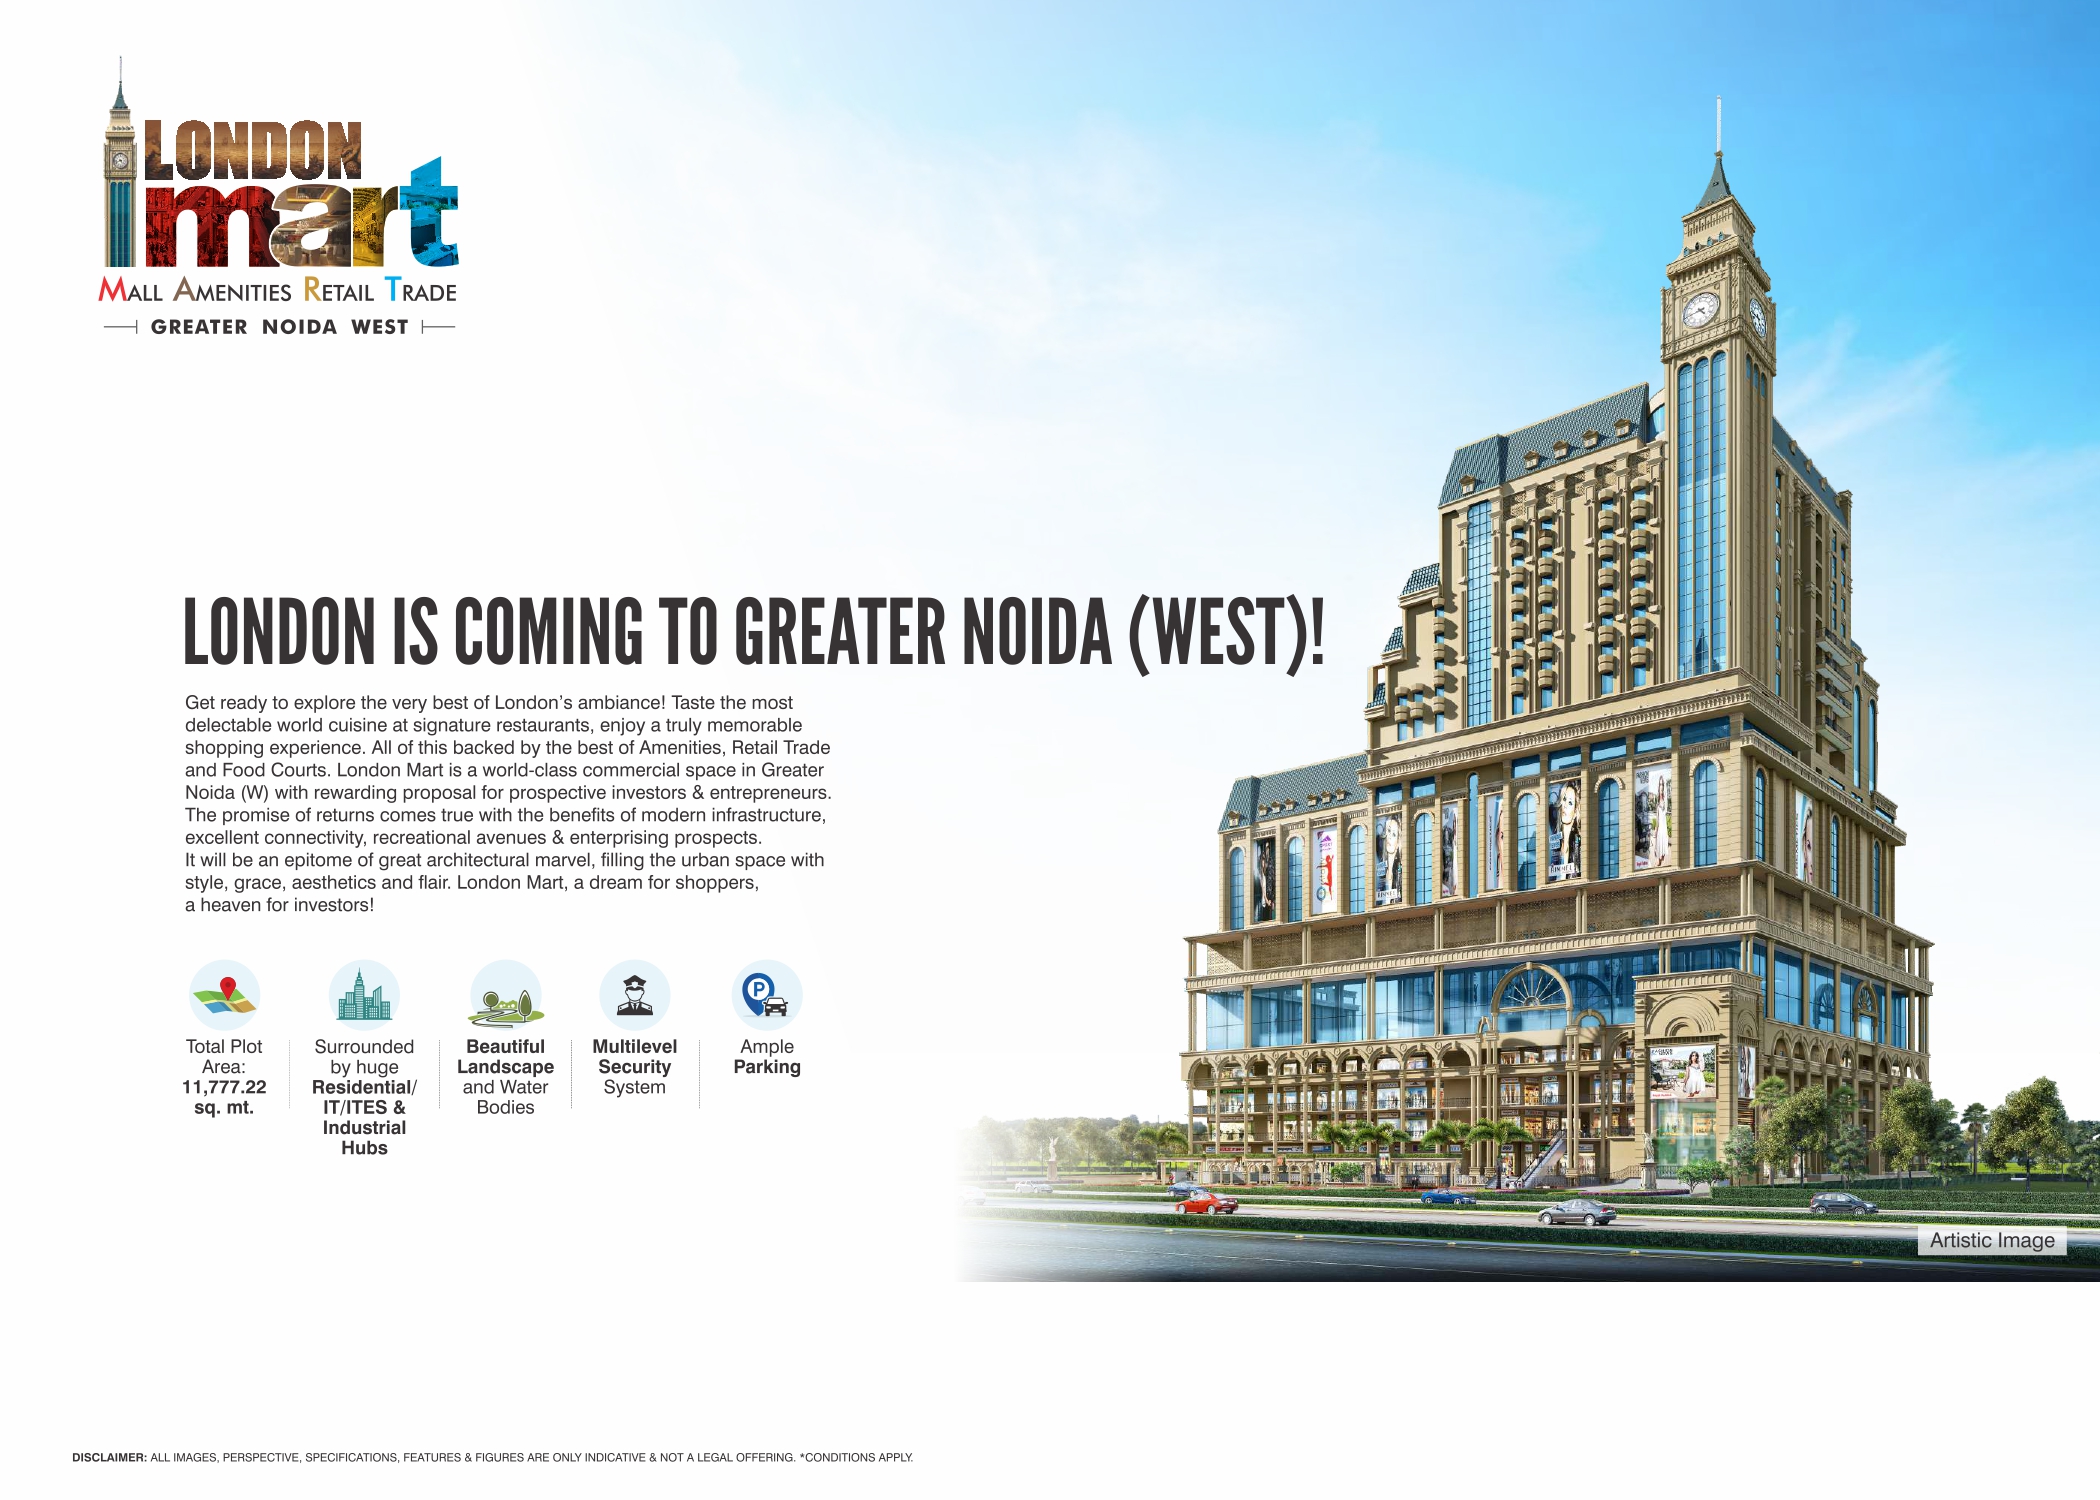 LONDON
mart
MALL AMENITIES RETAIL TRADE
GREATER NOIDA WEST
LONDON IS COMING TO GREATER NOIDA (WEST)!
Get ready to explore the very best of London's ambiance! Taste the most
delectable world cuisine at signature restaurants, enjoy a truly memorable
shopping experience. All of this backed by the best of Amenities, Retail Trade
and Food Courts. London Mart is a world-class commercial space in Greater
Noida (W) with rewarding proposal for prospective investors & entrepreneurs.
The promise of returns comes true with the benefits of modern infrastructure,
excellent connectivity, recreational avenues & enterprising prospects.
It will be an epitome of great architectural marvel, filling the urban space with
style, grace, aesthetics and flair. London Mart, a dream for shoppers,
a heaven for investors!
P
Total Plot
Area:
11,777.22
sq. mt.
Surrounded
by huge
Residential/
IT/ITES &
Industrial
Hubs
Beautiful
Landscape
and Water
Bodies
Multilevel
Security
System
Ample
Parking
Artistic Image
DISCLAIMER: ALL IMAGES, PERSPECTIVE, SPECIFICATIONS, FEATURES & FIGURES ARE ONLY INDICATIVE & NOT A LEGAL OFFERING. *CONDITIONS APPLY.